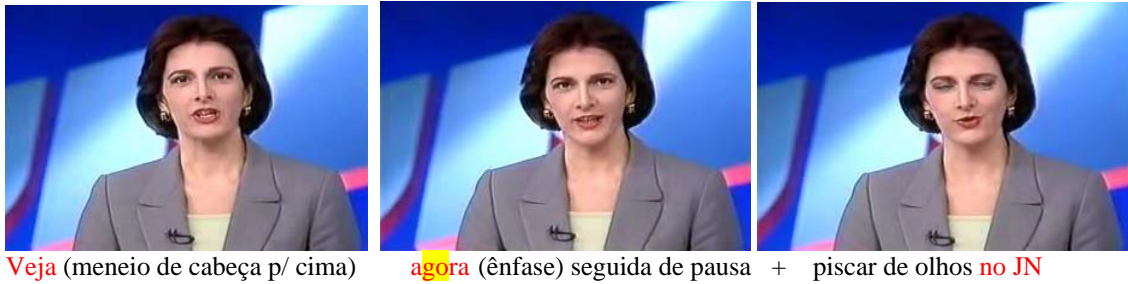 Veja (meneio de cabeça p/ cima) agora (ênfase) seguida de pausa + piscar de olhos no JN